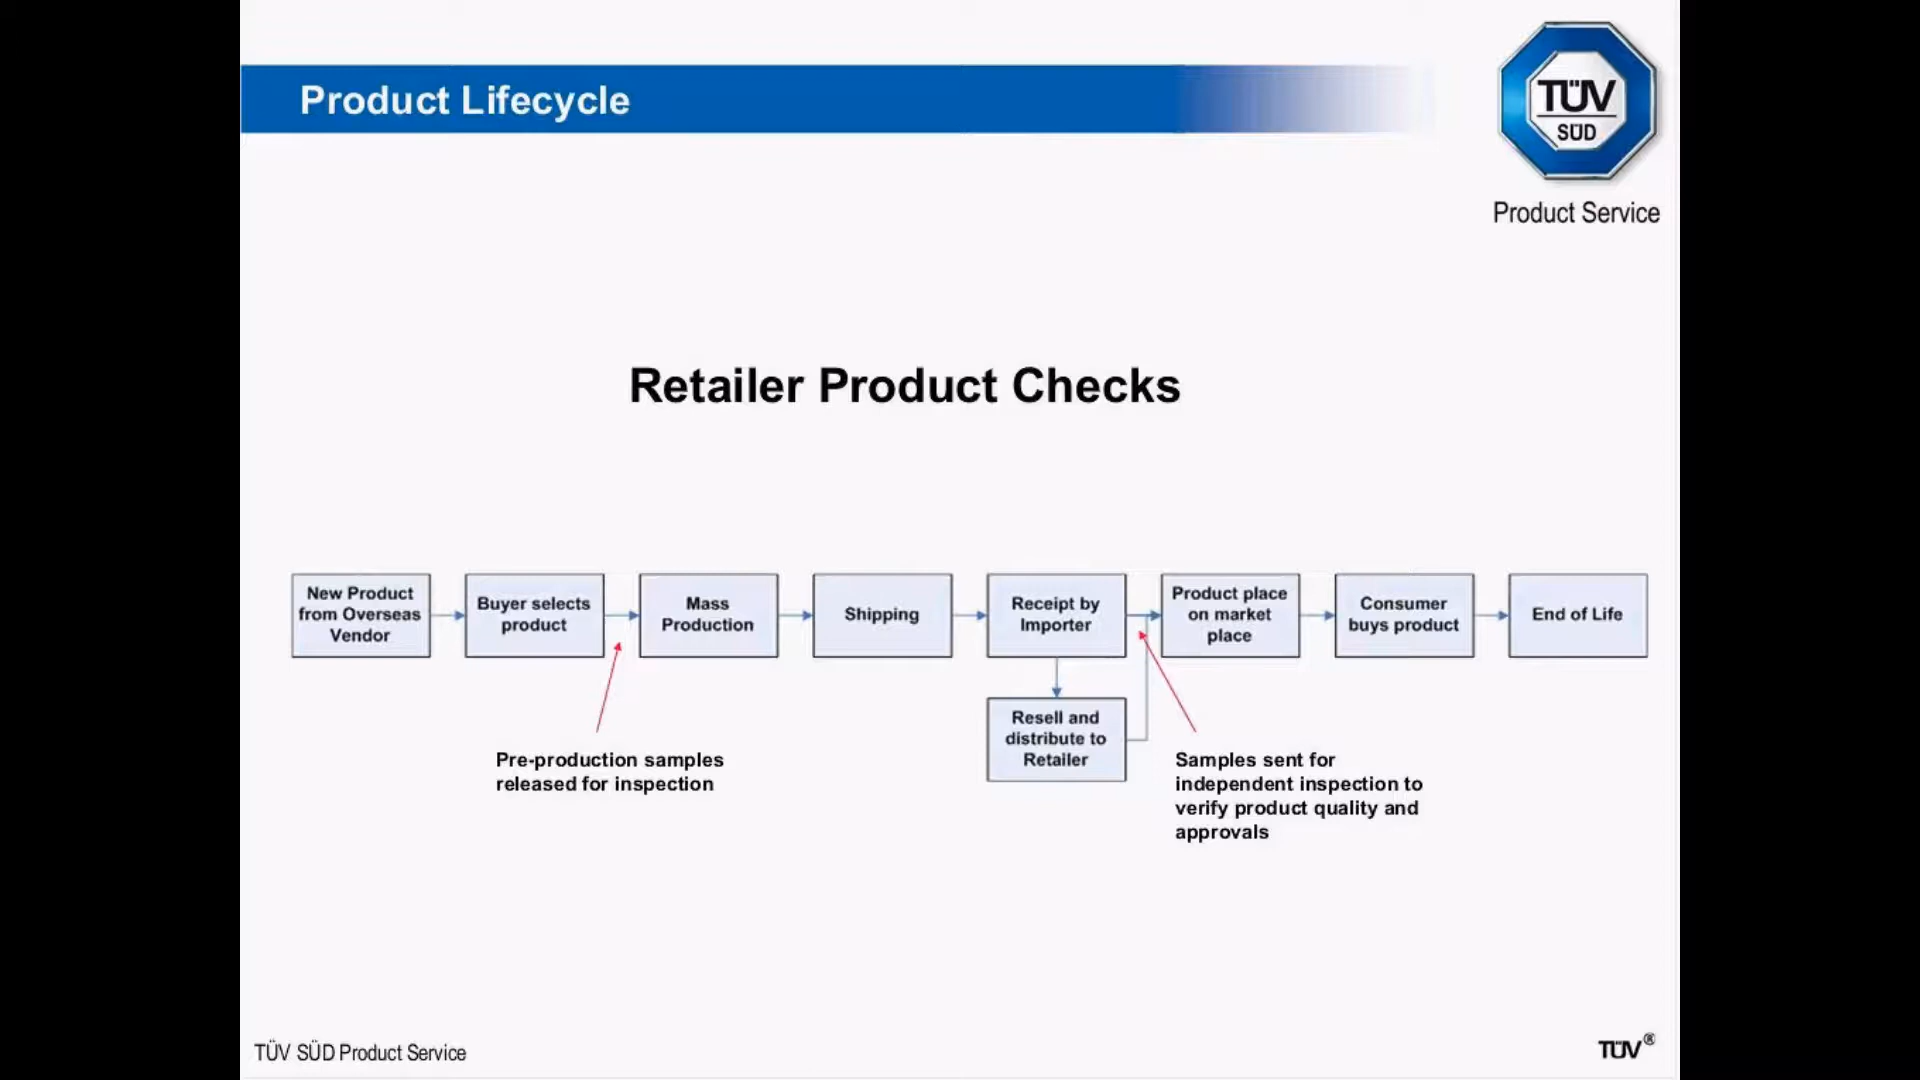 Product Lifecycle
TÜV
SÜD
Product Service
Retailer Product Checks
New Product
from Overseas
Vendor
Buyer selects
product
Mass
Production
Shipping
Receipt by
Importer
Product place
on market
place
Consumer
buys product
End of Life
Resell and
distribute to
Retailer
Pre-production samples
released for inspection
Samples sent for
independent inspection to
verify product quality and
approvals
TÜV SÜD Product Service
TÜV®